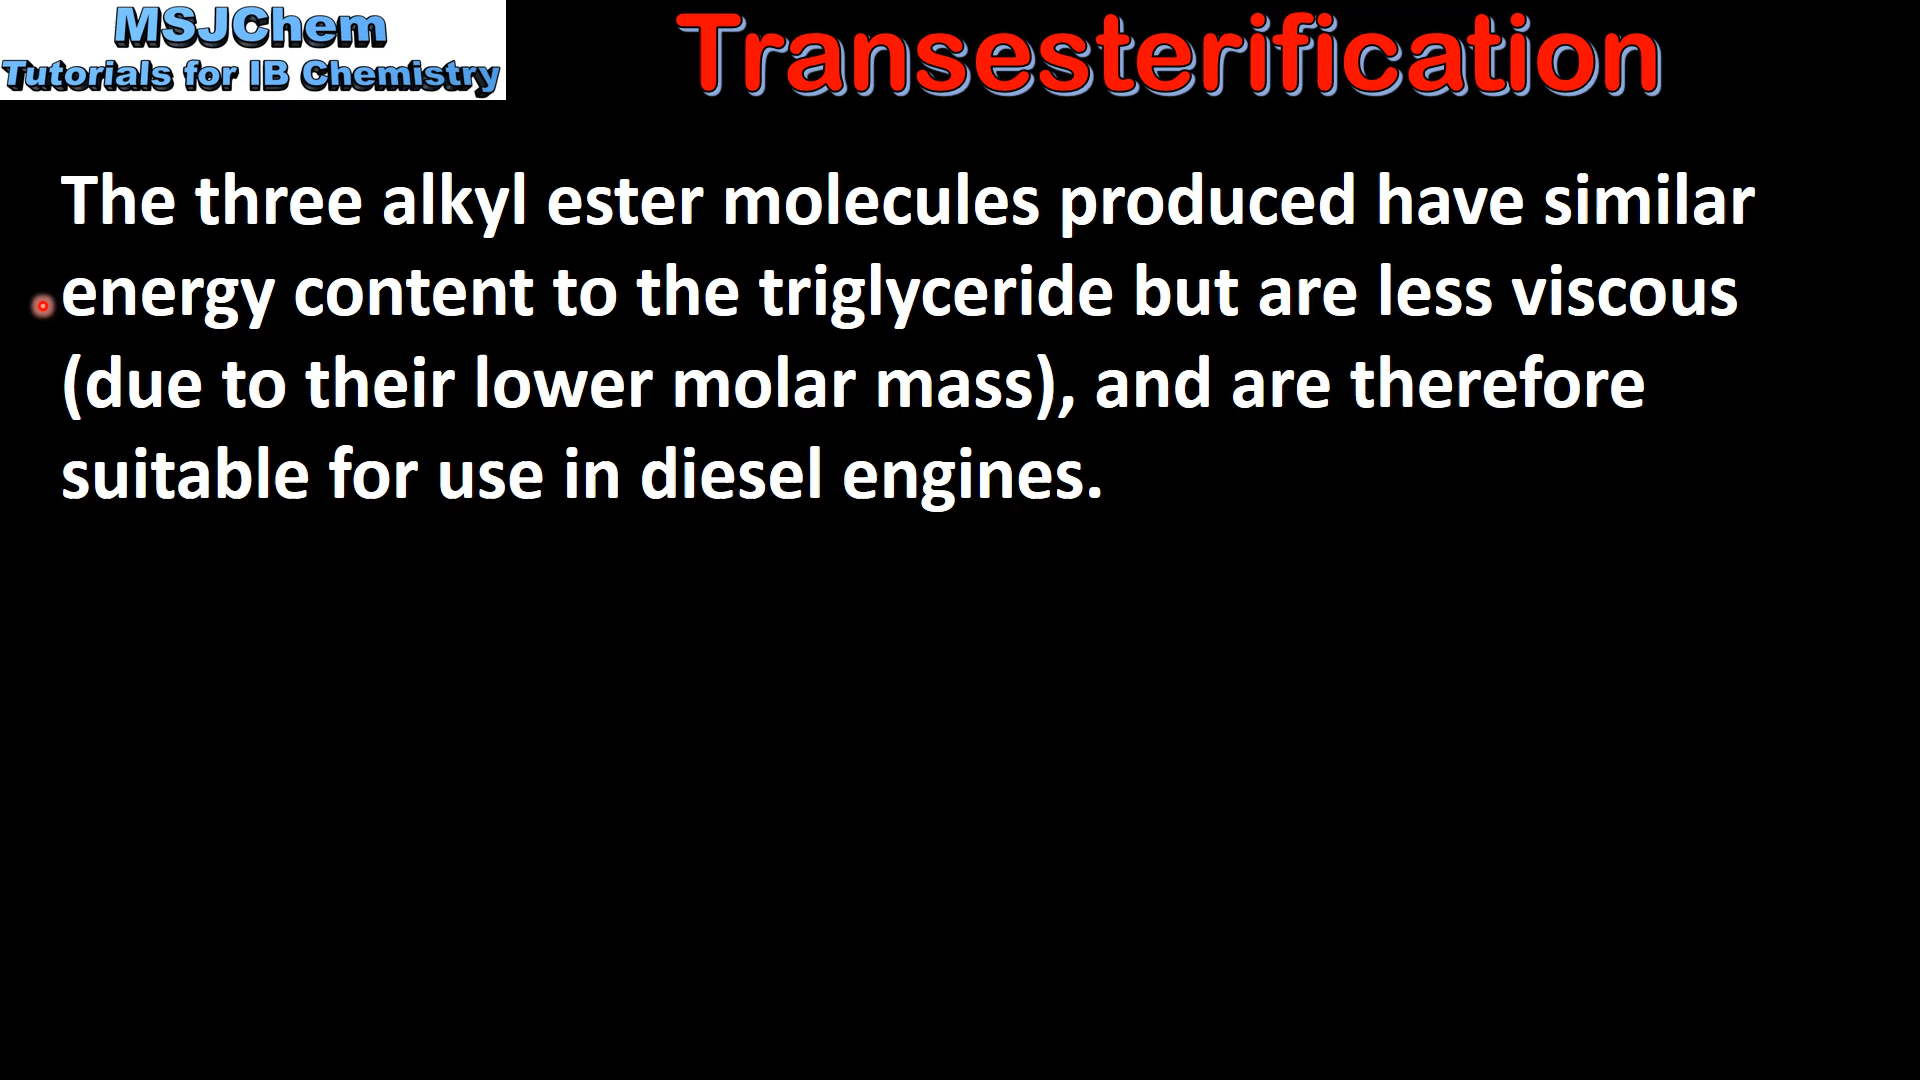 MSJChem
Tutorials for IB Chemistry
Transesterification
The three alkyl ester molecules produced have similar
energy content to the triglyceride but are less viscous
(due to their lower molar mass), and are therefore
suitable for use in diesel engines.